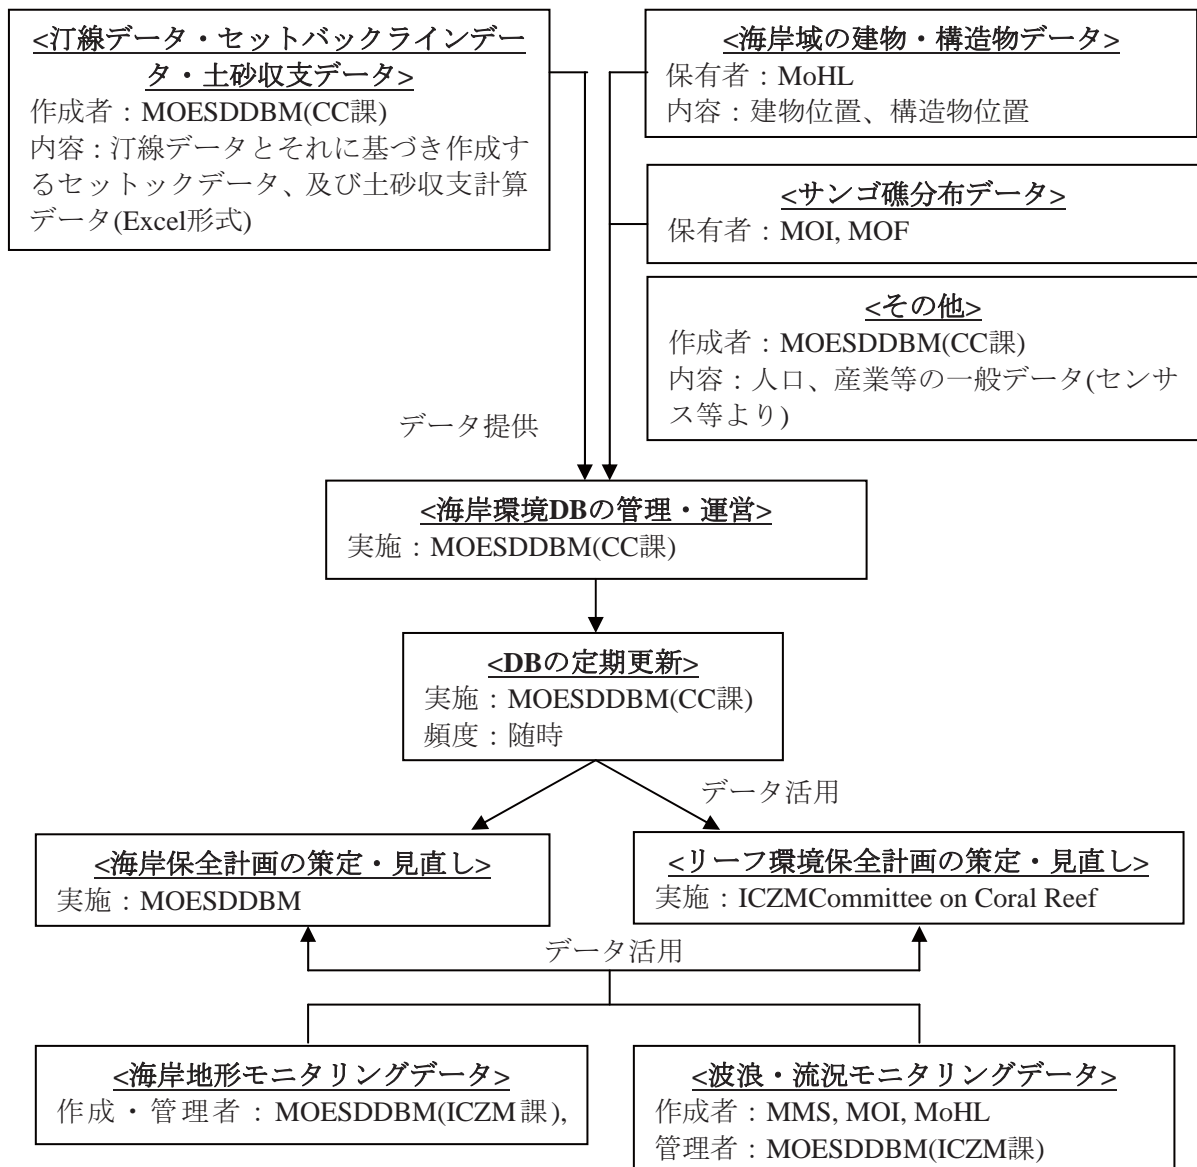 <汀線データ・セットバックラインデー
タ・土砂収支データ>
作成者：MOESDDBM(CC課)
内容：汀線データとそれに基づき作成す
るセットックデータ、及び土砂収支計算
データ(Excel形式)
<海岸域の建物・構造物データ>
保有者：MoHL
内容：建物位置、構造物位置
<サンゴ礁分布データ>
保有者：MOI, MOF
<その他>
作成者：MOESDDBM(CC課)
内容：人口、産業等の一般データ(センサ
ス等より)
データ提供
<海岸環境DBの管理・運営>
実施：MOESDDBM(CC課)
<DBの定期更新>
実施：MOESDDBM(CC課)
頻度：随時
データ活用
<海岸保全計画の策定・見直し>
実施：MOESDDBM
<リーフ環境保全計画の策定・見直し>
実施：ICZMCommittee on Coral Reef
データ活用
<海岸地形モニタリングデータ>
作成・管理者：MOESDDBM(ICZM課),
<波浪・流況モニタリングデータ>
作成者：MMS, MOI, MoHL
管理者：MOESDDBM(ICZM課)